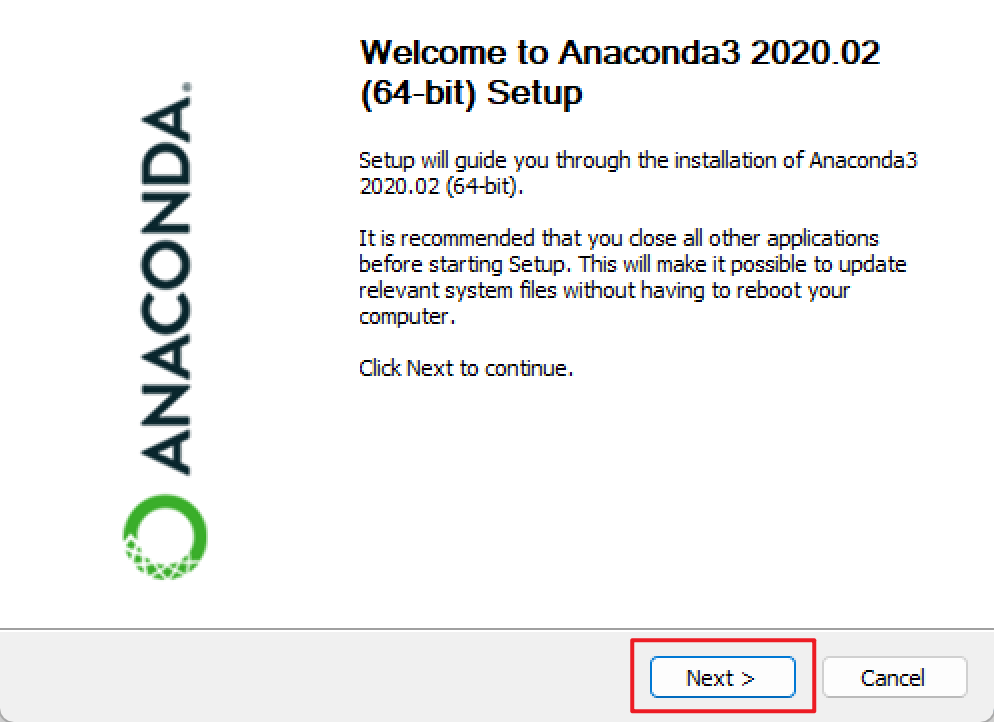 Welcome to Anaconda3 2020.02
(64-bit) Setup
ANACONDA.
Setup will guide you through the installation of Anaconda3
2020.02 (64-bit).
It is recommended that you close all other applications
before starting Setup. This will make it possible to update
relevant system files without having to reboot your
computer.
Click Next to continue.
Next >
Cancel